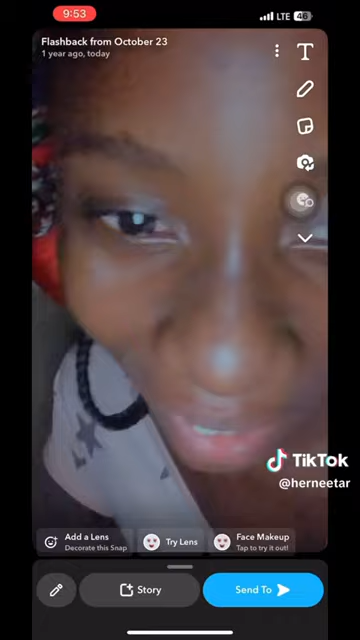 9:53
LTE 46
Flashback from October 23
1 year ago, today
T
TikTok
@herneetar
Add a Lens
Decorate this Snap
Try Lens
Face Makeup
Tap to try it out!
Story
Send To